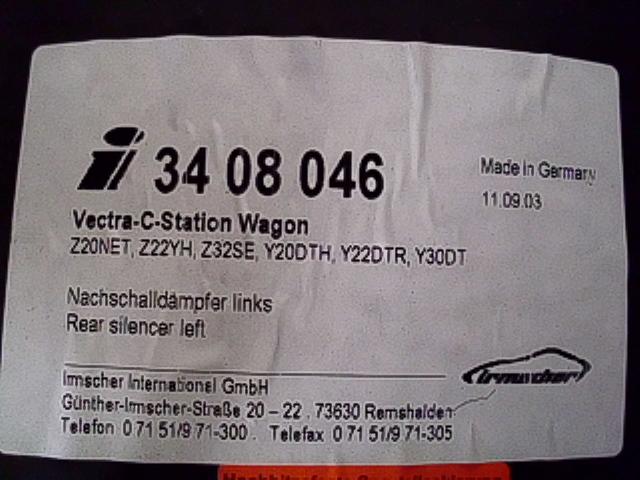 34 08 046
Made In Germany
11.09.03
Vectra-C-Station Wagon
Z20NET, Z22YH, Z32SE, Y20DTH, Y22DTR, Y30DT
Nachschalldämpfer links
Rear silencer left
irmscher
Irmscher International GmbH
Günther-Irmscher-Straße 20 – 22 . 73630 Remshalden
Telefon 0 71 51/9 71-300 . Telefax 0 71 51/9 71-305